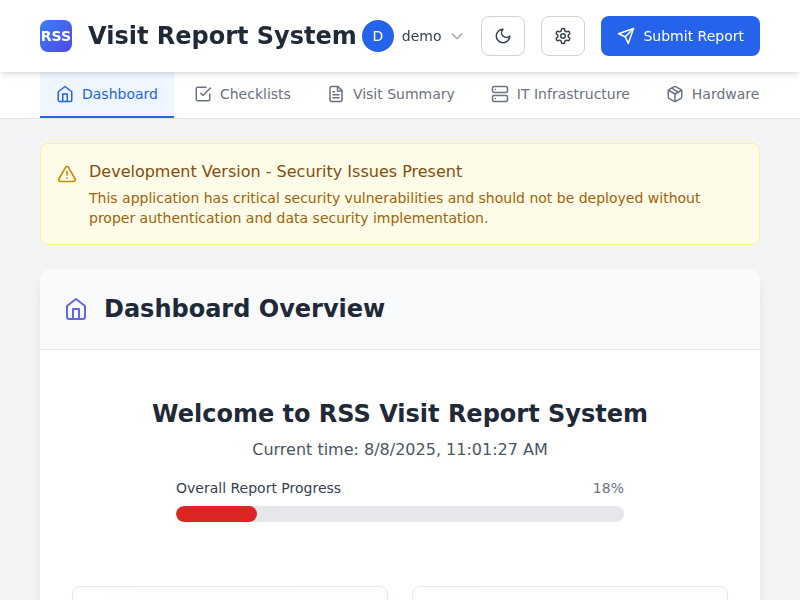 RSS Visit Report System D demo Submit Report
Dashboard Checklists Visit Summary IT Infrastructure Hardware
Development Version - Security Issues Present
This application has critical security vulnerabilities and should not be deployed without
proper authentication and data security implementation.
Dashboard Overview
Welcome to RSS Visit Report System
Current time: 8/8/2025, 11:01:27 AM
Overall Report Progress 18%